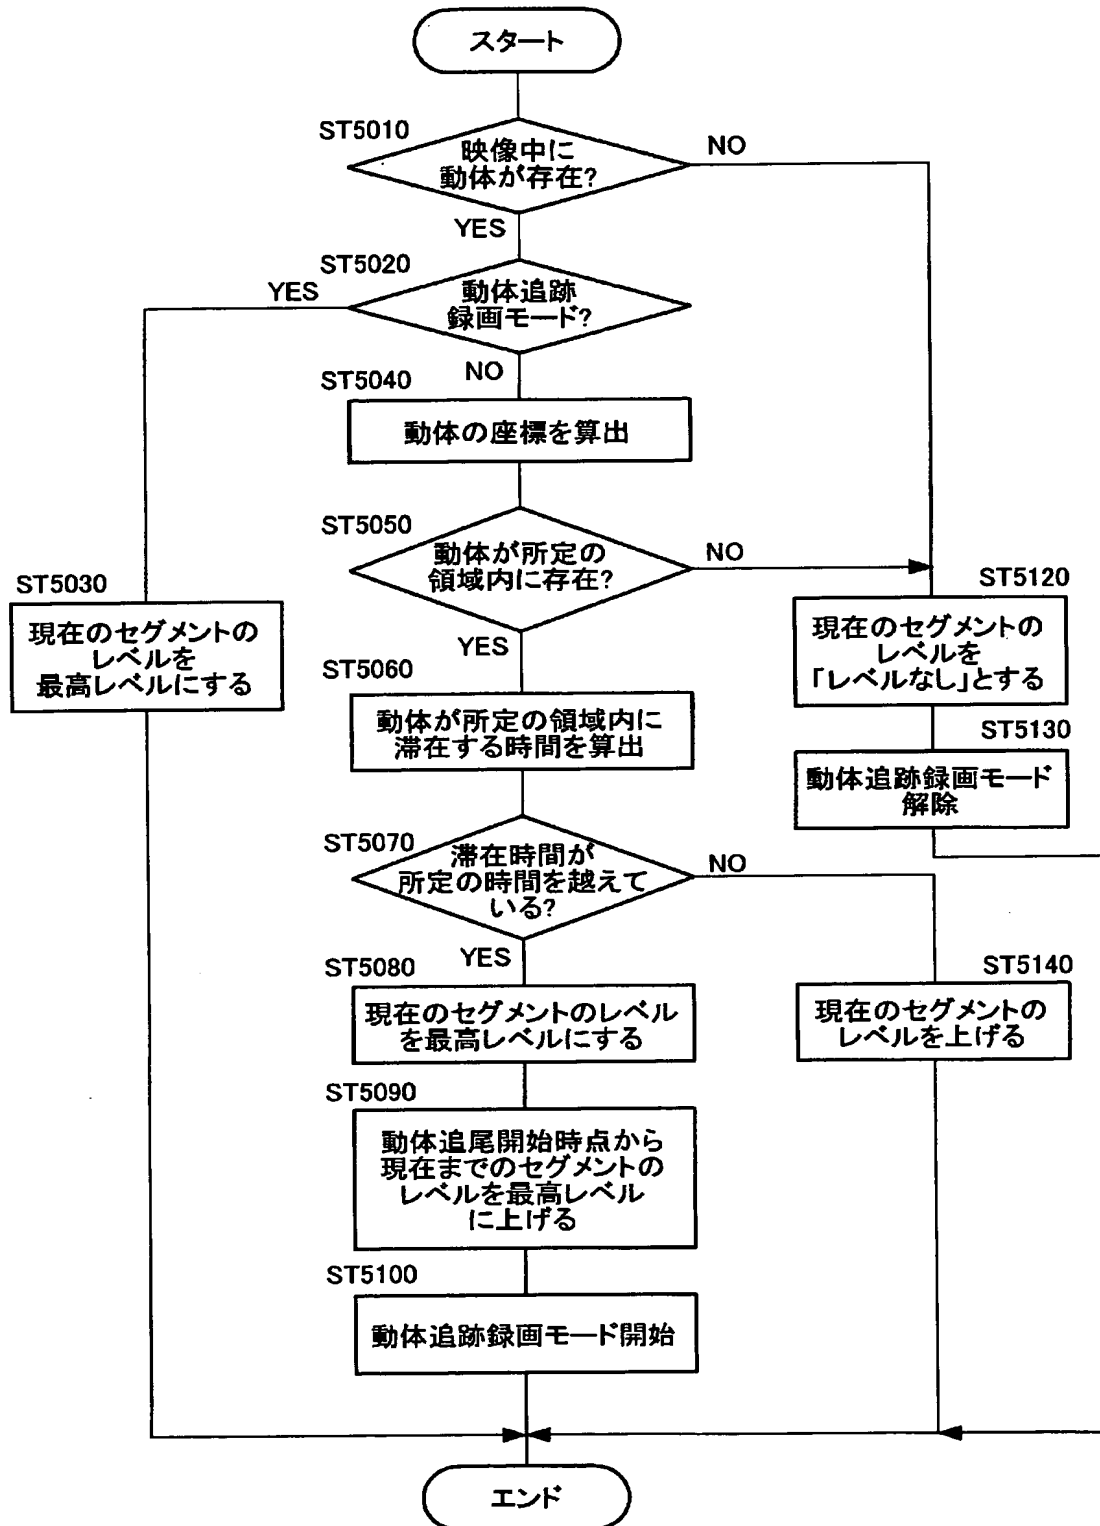 スタート
ST5010
映像中に
動体が存在?
NO
YES
ST5020
YES
動体追跡
録画モード?
NO
ST5040
動体の座標を算出
ST5050
動体が所定の
領域内に存在?
NO
YES
ST5030
現在のセグメントの
レベルを
最高レベルにする
ST5120
現在のセグメントの
レベルを
「レベルなし」とする
ST5060
動体が所定の領域内に
滞在する時間を算出
ST5130
動体追跡録画モード
解除
ST5070
滞在時間が
所定の時間を越えて
いる?
NO
YES
ST5080
現在のセグメントのレベル
を最高レベルにする
ST5140
現在のセグメントの
レベルを上げる
ST5090
動体追尾開始時点から
現在までのセグメントの
レベルを最高レベル
に上げる
ST5100
動体追跡録画モード開始
エンド